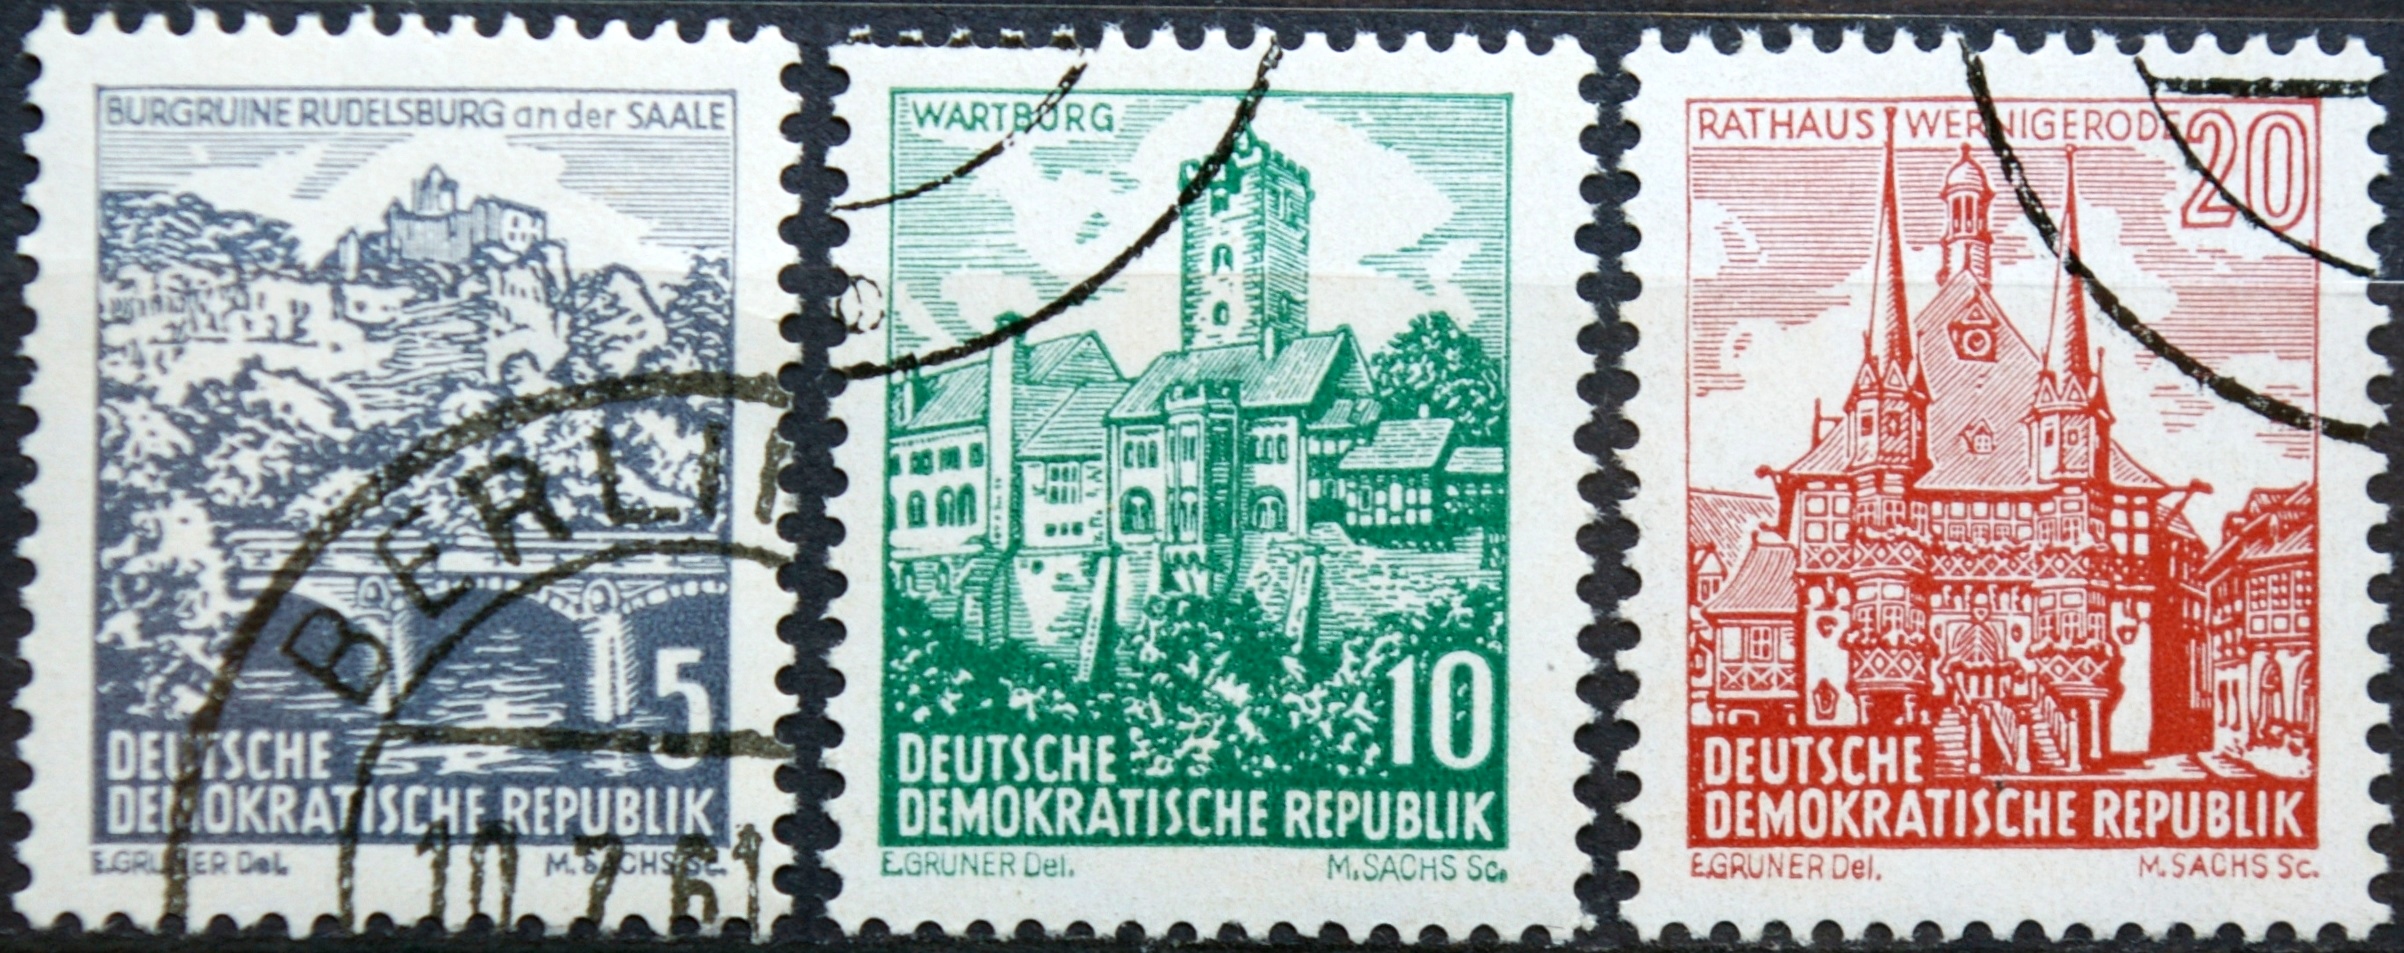 BURGRUINE RUDELSBURG an der SAALE
BERLIN
5
DEUTSCHE
DEMOKRATISCHE REPUBLIK
E.GRUNER Del. M.SACHS Sc.
10.7.61
WARTBURG
10
DEUTSCHE
DEMOKRATISCHE REPUBLIK
E.GRUNER Del. M.SACHS Sc.
RATHAUS WERNIGERODE
20
DEUTSCHE
DEMOKRATISCHE REPUBLIK
E.GRUNER Del. M.SACHS Sc.